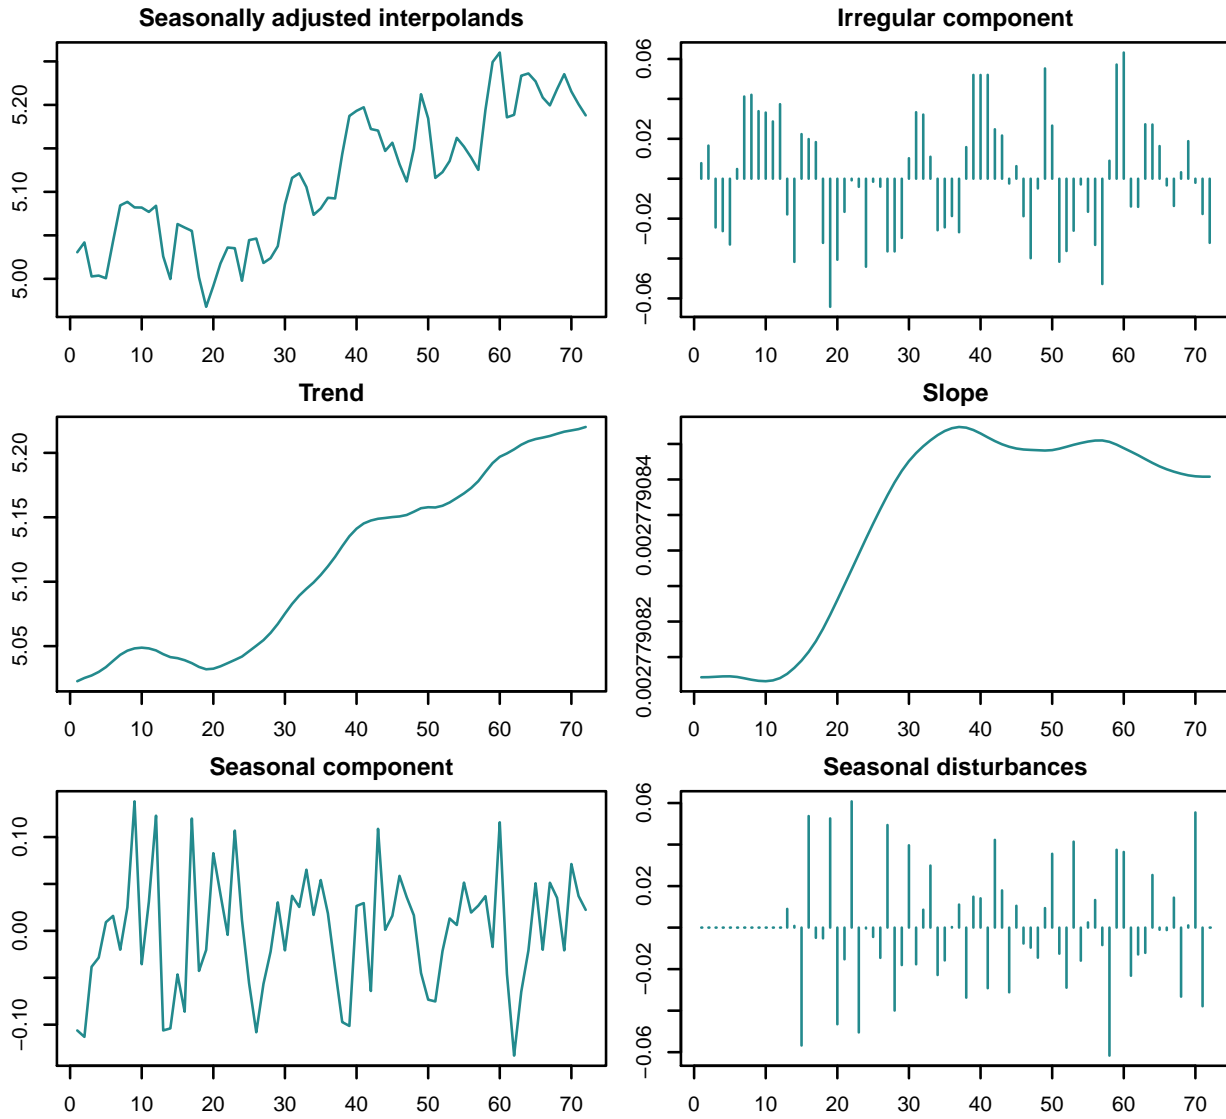 Seasonally adjusted interpolands
5.00 5.10 5.20
0 10 20 30 40 50 60 70
Irregular component
−0.06 −0.02 0.02 0.06
0 10 20 30 40 50 60 70
Trend
5.05 5.10 5.15 5.20
0 10 20 30 40 50 60 70
Slope
0.002779082 0.002779084
0 10 20 30 40 50 60 70
Seasonal component
−0.10 0.00 0.10
0 10 20 30 40 50 60 70
Seasonal disturbances
−0.06 −0.02 0.02 0.06
0 10 20 30 40 50 60 70